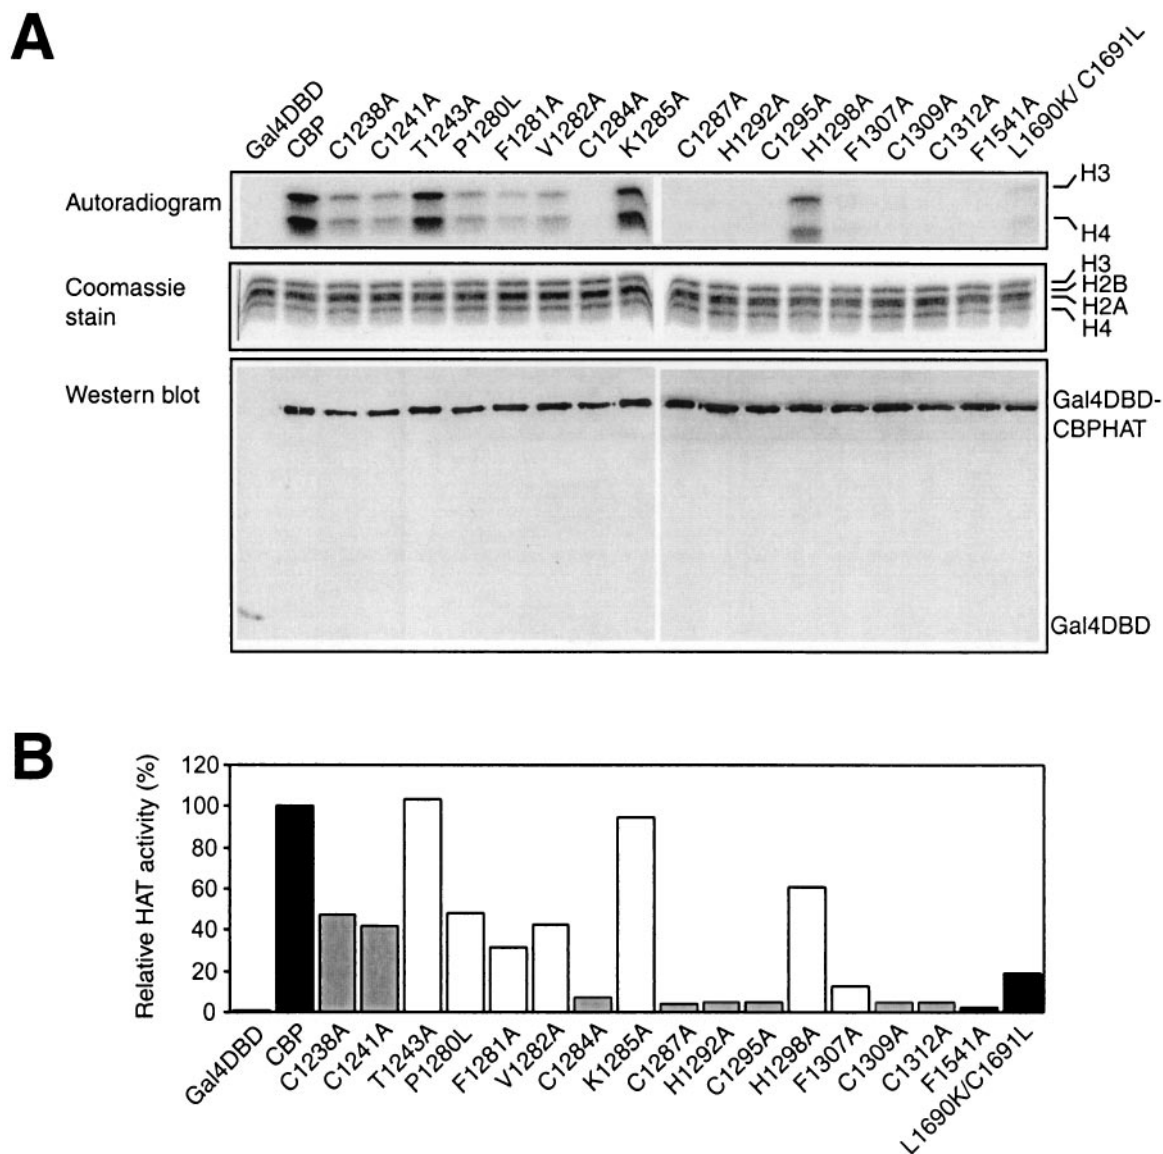 A
Gal4DBD
CBP
C1238A
C1241A
T1243A
P1280L
F1281A
V1282A
C1284A
K1285A
C1287A
H1292A
C1295A
H1298A
F1307A
C1309A
C1312A
F1541A
L1690K/ C1691L
Autoradiogram
H3
H4
Coomassie
stain
H3
H2B
H2A
H4
Western blot
Gal4DBD-
CBPHAT
Gal4DBD
B
Relative HAT activity (%)
120
100
80
60
40
20
0
Gal4DBD
CBP
C1238A
C1241A
T1243A
P1280L
F1281A
V1282A
C1284A
K1285A
C1287A
H1292A
C1295A
H1298A
F1307A
C1309A
C1312A
F1541A
L1690K/C1691L